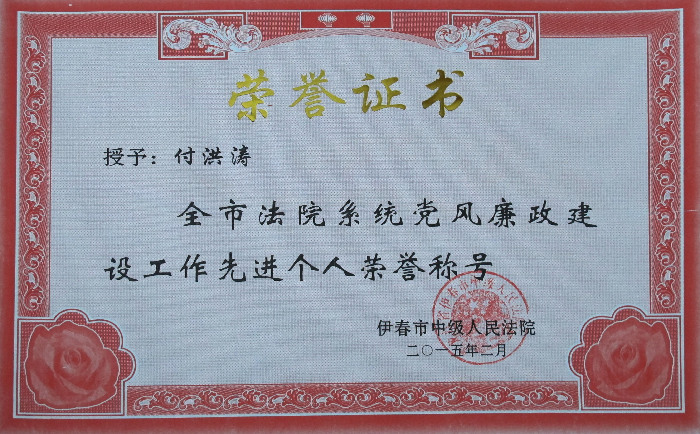 荣誉证书
授予：付洪涛
全市法院系统党风廉政建
设工作先进个人荣誉称号
伊春市中级人民法院
二〇一五年二月